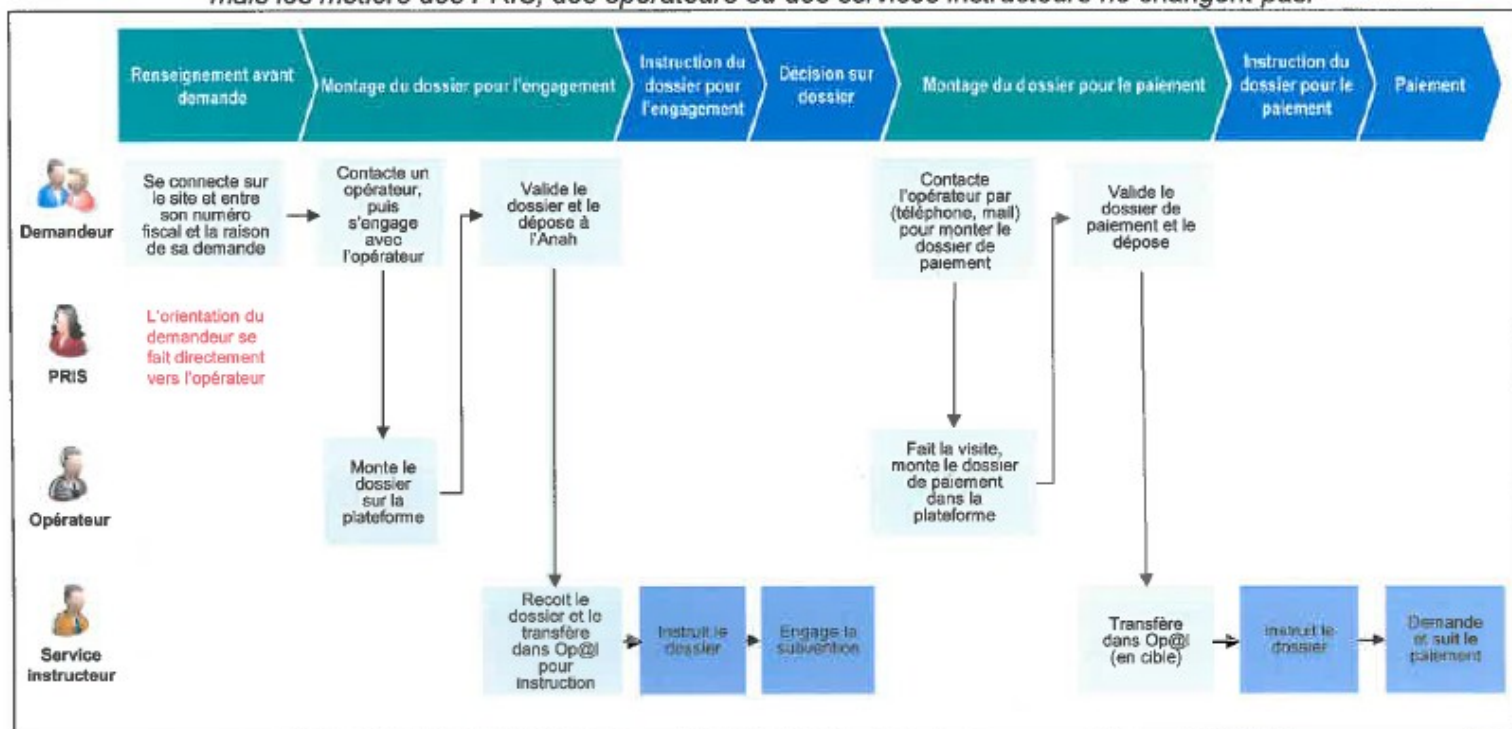 mais les métiers des PRIS, des opérateurs ou des services instructeurs ne changent pas.
Renseignement avant
demande
Montage du dossier pour l'engagement
Instruction du
dossier pour
l'engagement
Décision sur
dossier
Montage du dossier pour le paiement
Instruction du
dossier pour le
paiement
Paiement
Demandeur
Se connecte sur
le site et entre
son numéro
fiscal et la raison
de sa demande
Contacte un
opérateur,
puis
s'engage
avec
l'opérateur
Valide le
dossier et le
dépose à
l'Anah
Contacte
l'opérateur par
(téléphone, mail)
pour monter le
dossier de
paiement
Valide le
dossier de
paiement et le
dépose
PRIS
L'orientation du
demandeur se
fait directement
vers l'opérateur
Opérateur
Monte le
dossier
sur la
plateforme
Fait la visite,
monte le dossier
de paiement
dans la
plateforme
Service
instructeur
Reçoit le
dossier et le
transfère
dans Op@l
pour
instruction
Instruit le
dossier
Engage la
subvention
Transfère
dans Op@l
(en cible)
Instruit le
dossier
Demande
et suit le
paiement